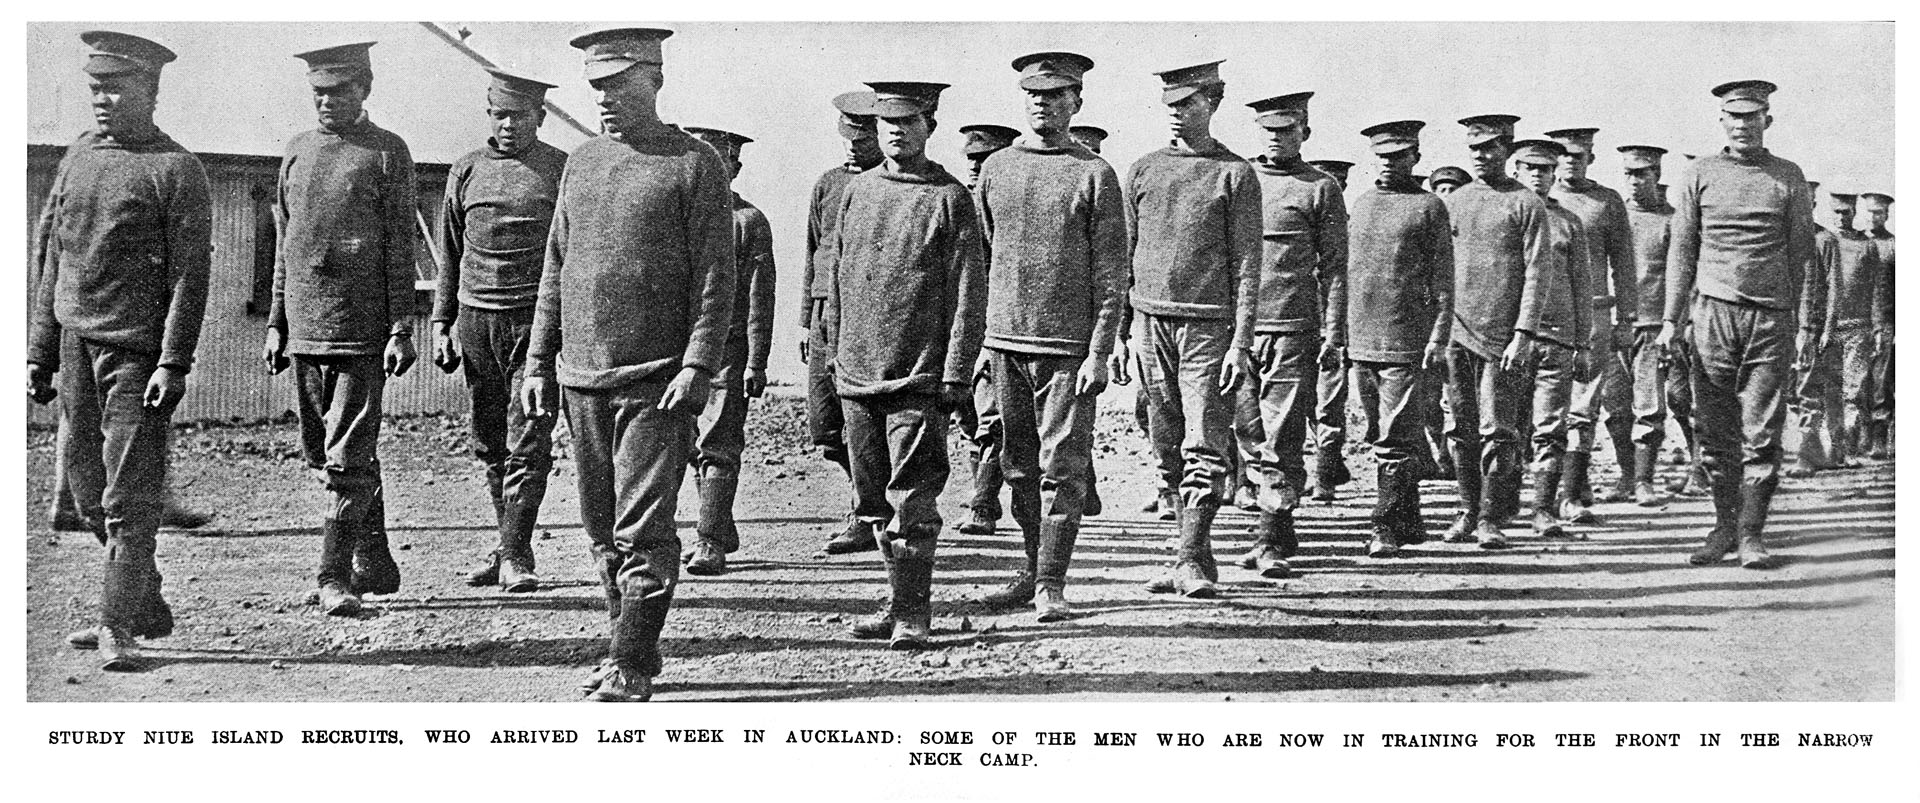 STURDY NIUE ISLAND RECRUITS, WHO ARRIVED LAST WEEK IN AUCKLAND: SOME OF THE MEN WHO ARE NOW IN TRAINING FOR THE FRONT IN THE NARROW
NECK CAMP.